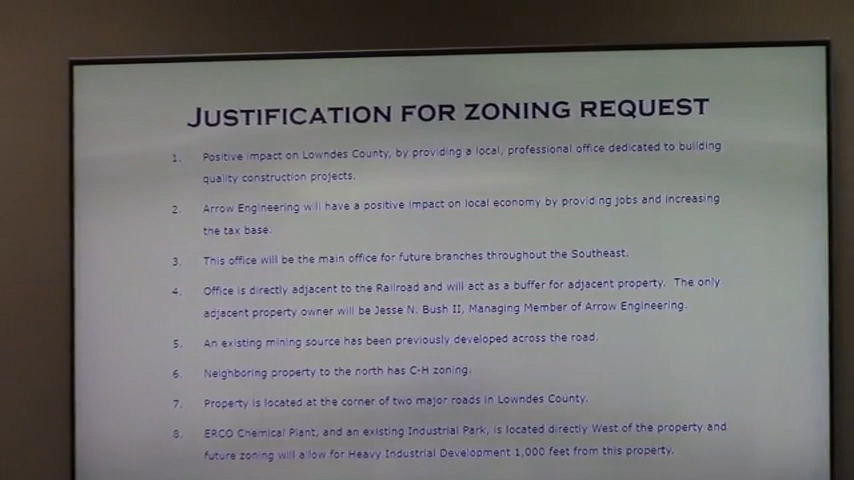 JUSTIFICATION FOR ZONING REQUEST
1. Positive impact on Lowndes County, by providing a local, professional office dedicated to building
quality construction projects.
2. Arrow Engineering will have a positive impact on local economy by providing jobs and increasing
the tax base.
3. This office will be the main office for future branches throughout the Southeast.
4. Office is directly adjacent to the Railroad and will act as a buffer for adjacent property. The only
adjacent property owner will be Jesse N. Bush II, Managing Member of Arrow Engineering.
5. An existing mining source has been previously developed across the road.
6. Neighboring property to the north has C-H zoning.
7. Property is located at the corner of two major roads in Lowndes County.
8. ERCO Chemical Plant, and an existing Industrial Park, is located directly West of the property and
future zoning will allow for Heavy Industrial Development 1,000 feet from this property.